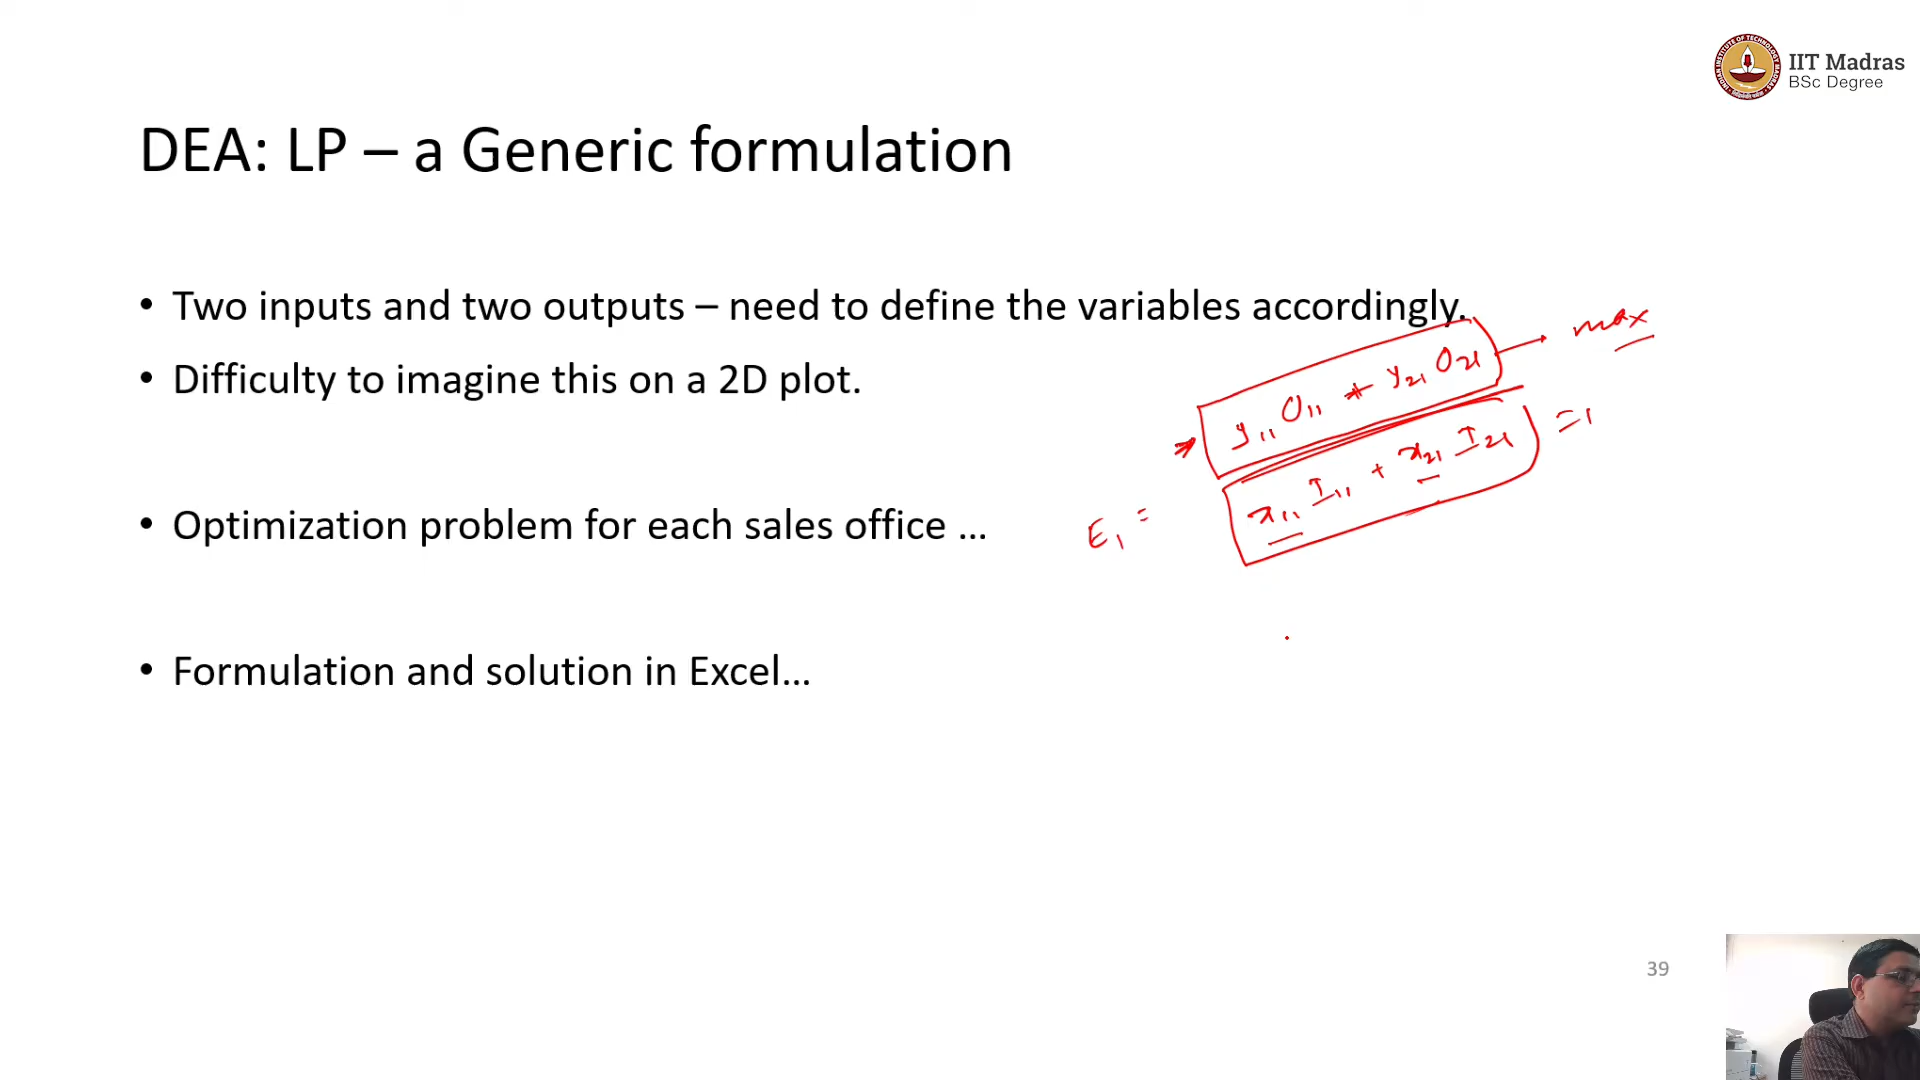 IIT Madras
BSc Degree
DEA: LP – a Generic formulation
• Two inputs and two outputs – need to define the variables accordingly.
• Difficulty to imagine this on a 2D plot.
• Optimization problem for each sales office ...
• Formulation and solution in Excel...
max
y11 O11 + y21 O21
x11 I11 + x21 I21 =1
E1 =
39